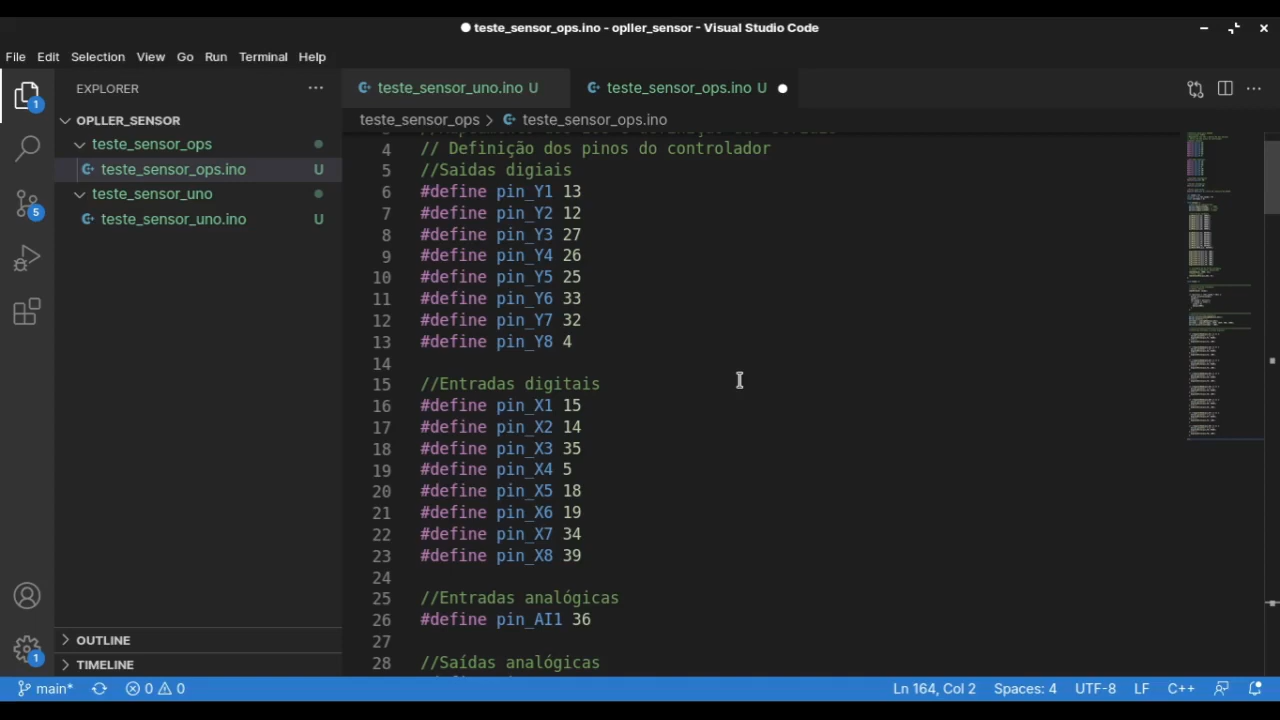 teste_sensor_ops.ino - opller_sensor - Visual Studio Code
File Edit Selection View Go Run Terminal Help
EXPLORER
OPLLER_SENSOR
teste_sensor_ops
teste_sensor_ops.ino U
teste_sensor_uno
teste_sensor_uno.ino U
OUTLINE
TIMELINE
1
5
1
teste_sensor_uno.ino U
teste_sensor_ops.ino U
teste_sensor_ops > teste_sensor_ops.ino
4 // Definição dos pinos do controlador
5 //Saidas digiais
6 #define pin_Y1 13
7 #define pin_Y2 12
8 #define pin_Y3 27
9 #define pin_Y4 26
10 #define pin_Y5 25
11 #define pin_Y6 33
12 #define pin_Y7 32
13 #define pin_Y8 4
14
15 //Entradas digitais
16 #define pin_X1 15
17 #define pin_X2 14
18 #define pin_X3 35
19 #define pin_X4 5
20 #define pin_X5 18
21 #define pin_X6 19
22 #define pin_X7 34
23 #define pin_X8 39
24
25 //Entradas analógicas
26 #define pin_AI1 36
27
28 //Saídas analógicas
main* 0 0 Ln 164, Col 2 Spaces: 4 UTF-8 LF C++